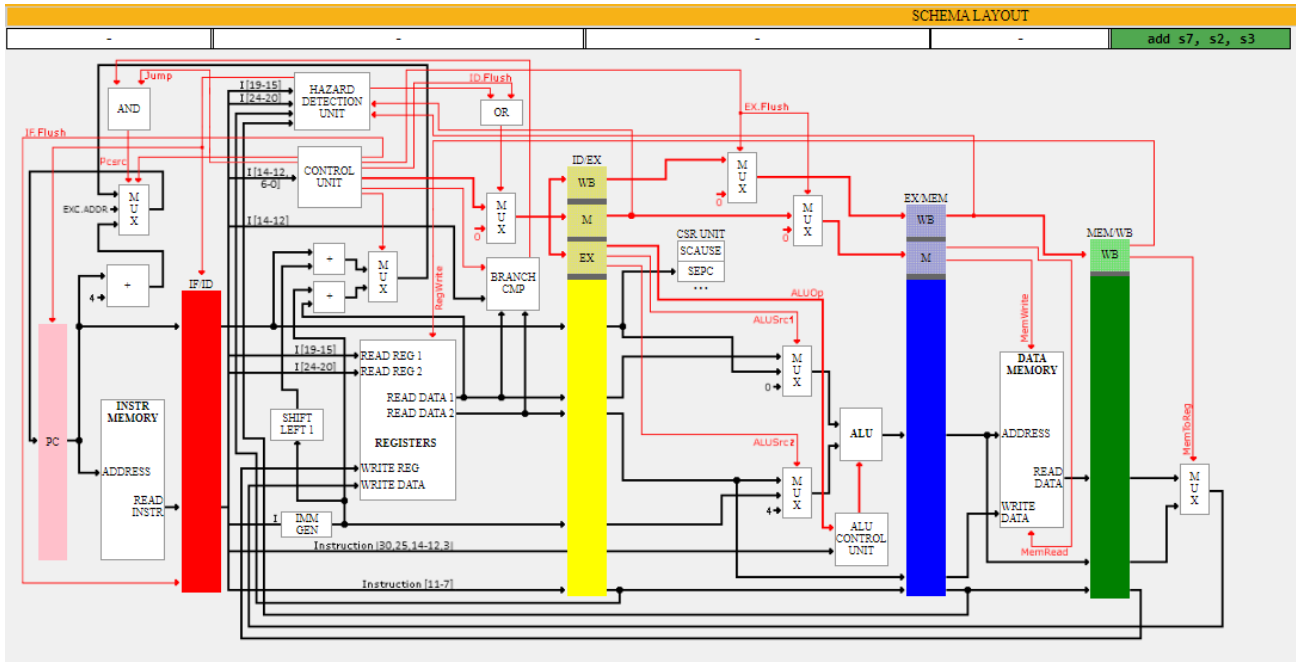 SCHEMA LAYOUT
-
-
-
-
add s7, s2, s3
Jump
I [19-15]
I [24-20]
HAZARD
DETECTION
UNIT
ID.Flush
AND
OR
EX.Flush
IF.Flush
Pcsrc
I [14-12,
6-0]
CONTROL
UNIT
ID/EX
WB
M
U
X
0
EX/MEM
EXC.ADDR
M
U
X
I [14-12]
M
U
X
0
M
M
U
X
0
WB
MEM/WB
CSR UNIT
SCAUSE
SEPC
...
EX
M
WB
+
+
M
U
X
BRANCH
CMP
4
+
IF/ID
RegWrite
ALUOp
ALUSrc1
MemWrite
I [19-15]
I [24-20]
READ REG 1
READ REG 2
M
U
X
0
DATA
MEMORY
INSTR
MEMORY
SHIFT
LEFT 1
READ DATA 1
READ DATA 2
REGISTERS
ALU
MemToReg
PC
ALUSrc2
ADDRESS
ADDRESS
WRITE REG
WRITE DATA
M
U
X
4
READ
DATA
M
U
X
READ
INSTR
I
IMM
GEN
WRITE
DATA
ALU
CONTROL
UNIT
Instruction [30,25,14-12,3]
MemRead
Instruction [11-7]